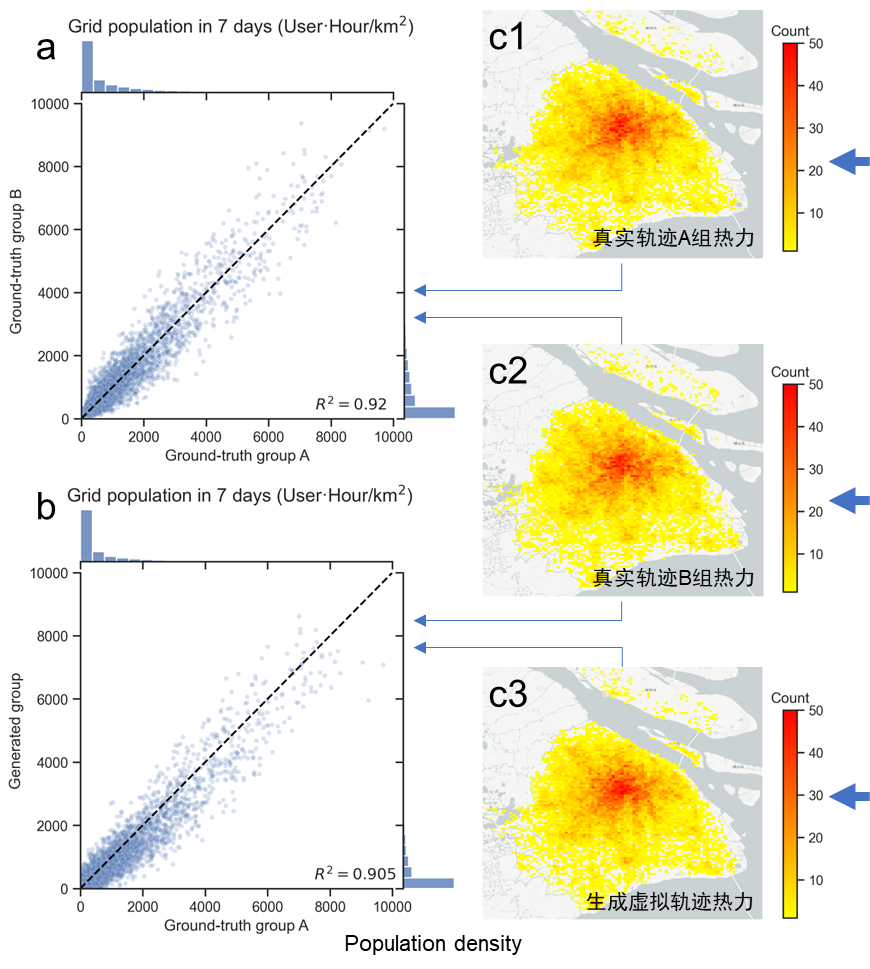 a
Grid population in 7 days (User·Hour/km²)
10000
8000
6000
4000
2000
0
Ground-truth group B
R² = 0.92
0
2000
4000
6000
8000
10000
Ground-truth group A
b
Grid population in 7 days (User·Hour/km²)
10000
8000
6000
4000
2000
0
Generated group
R² = 0.905
0
2000
4000
6000
8000
10000
Ground-truth group A
c1
真实轨迹A组热力
Count
50
40
30
20
10
c2
真实轨迹B组热力
Count
50
40
30
20
10
c3
生成虚拟轨迹热力
Count
50
40
30
20
10
Population density